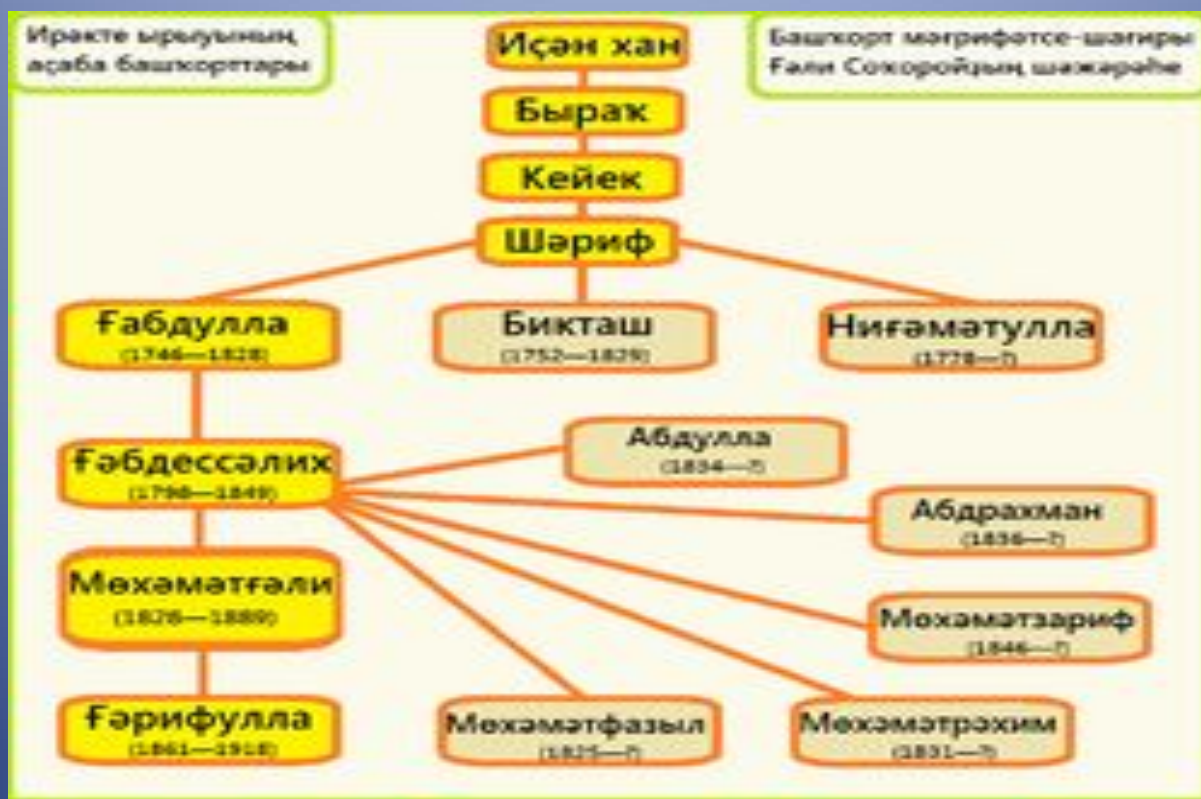 Ирәкте ырыуының
аҫаба башҡорттары
Башҡорт мәғрифәтсе-шағиры
Ғәли Соҡоройҙың шәжәрәһе
Иҫән хан
Быраҡ
Кейек
Шәриф
Ғабдулла
(1746—1828)
Бикташ
(1752—1829)
Ниғәмәтулла
(1778—?)
Ғәбдессәлих
(1798—1849)
Абдулла
(1834—?)
Абдрахман
(1836—?)
Мөхәмәтғәли
(1826—1889)
Мөхәмәтзариф
(1846—?)
Ғәрифулла
(1861—1918)
Мөхәмәтфазыл
(1825—?)
Мөхәмәтрәхим
(1831—?)